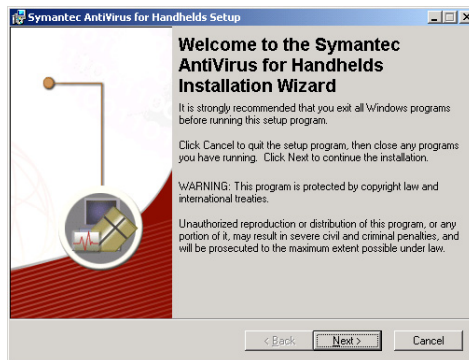 Symantec AntiVirus for Handhelds Setup
Welcome to the Symantec
AntiVirus for Handhelds
Installation Wizard
It is strongly recommended that you exit all Windows programs
before running this setup program.
Click Cancel to quit the setup program, then close any programs
you have running. Click Next to continue the installation.
WARNING: This program is protected by copyright law and
international treaties.
Unauthorized reproduction or distribution of this program, or any
portion of it, may result in severe civil and criminal penalties, and
will be prosecuted to the maximum extent possible under law.
< Back Next > Cancel